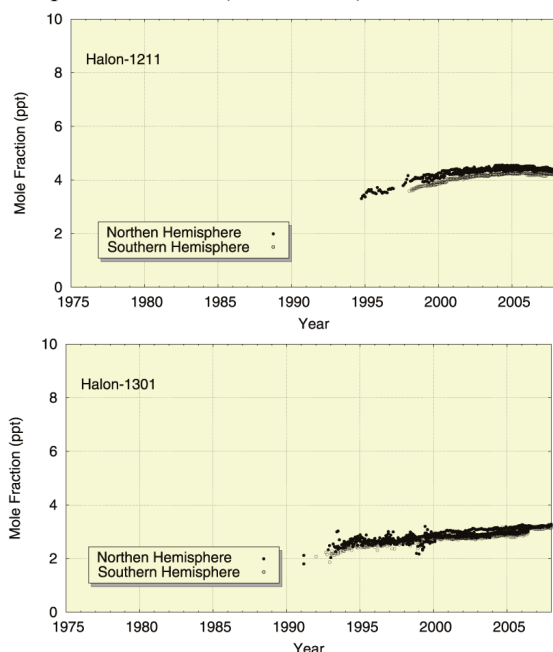 10
Halon-1211
8
6
Mole Fraction (ppt)
4
2
Northen Hemisphere
Southern Hemisphere
0
1975 1980 1985 1990 1995 2000 2005
Year
10
Halon-1301
8
6
Mole Fraction (ppt)
4
2
Northen Hemisphere
Southern Hemisphere
0
1975 1980 1985 1990 1995 2000 2005
Year